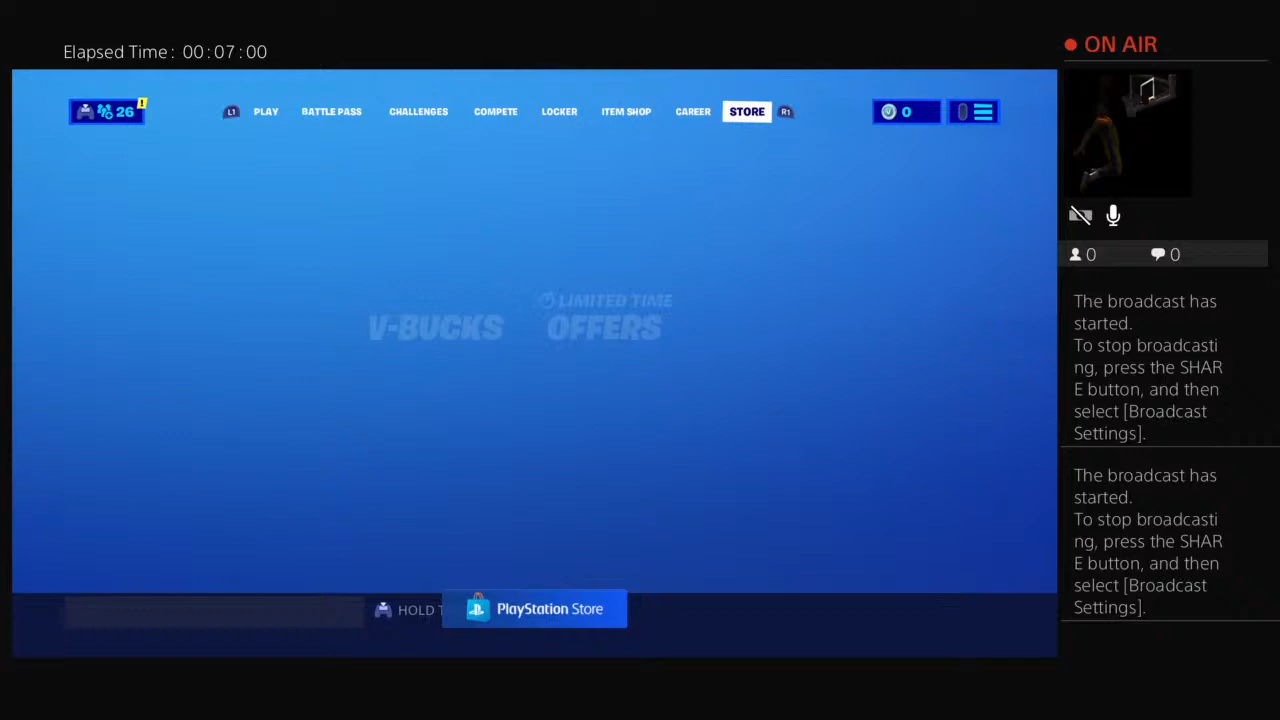 Elapsed Time: 00:07:00
ON AIR
26 !
L1 PLAY BATTLE PASS CHALLENGES COMPETE LOCKER ITEM SHOP CAREER STORE R1
V 0
0 0
LIMITED TIME
V-BUCKS OFFERS
The broadcast has
started.
To stop broadcasti
ng, press the SHAR
E button, and then
select [Broadcast
Settings].
The broadcast has
started.
To stop broadcasti
ng, press the SHAR
E button, and then
select [Broadcast
Settings].
HOLD
PlayStation Store